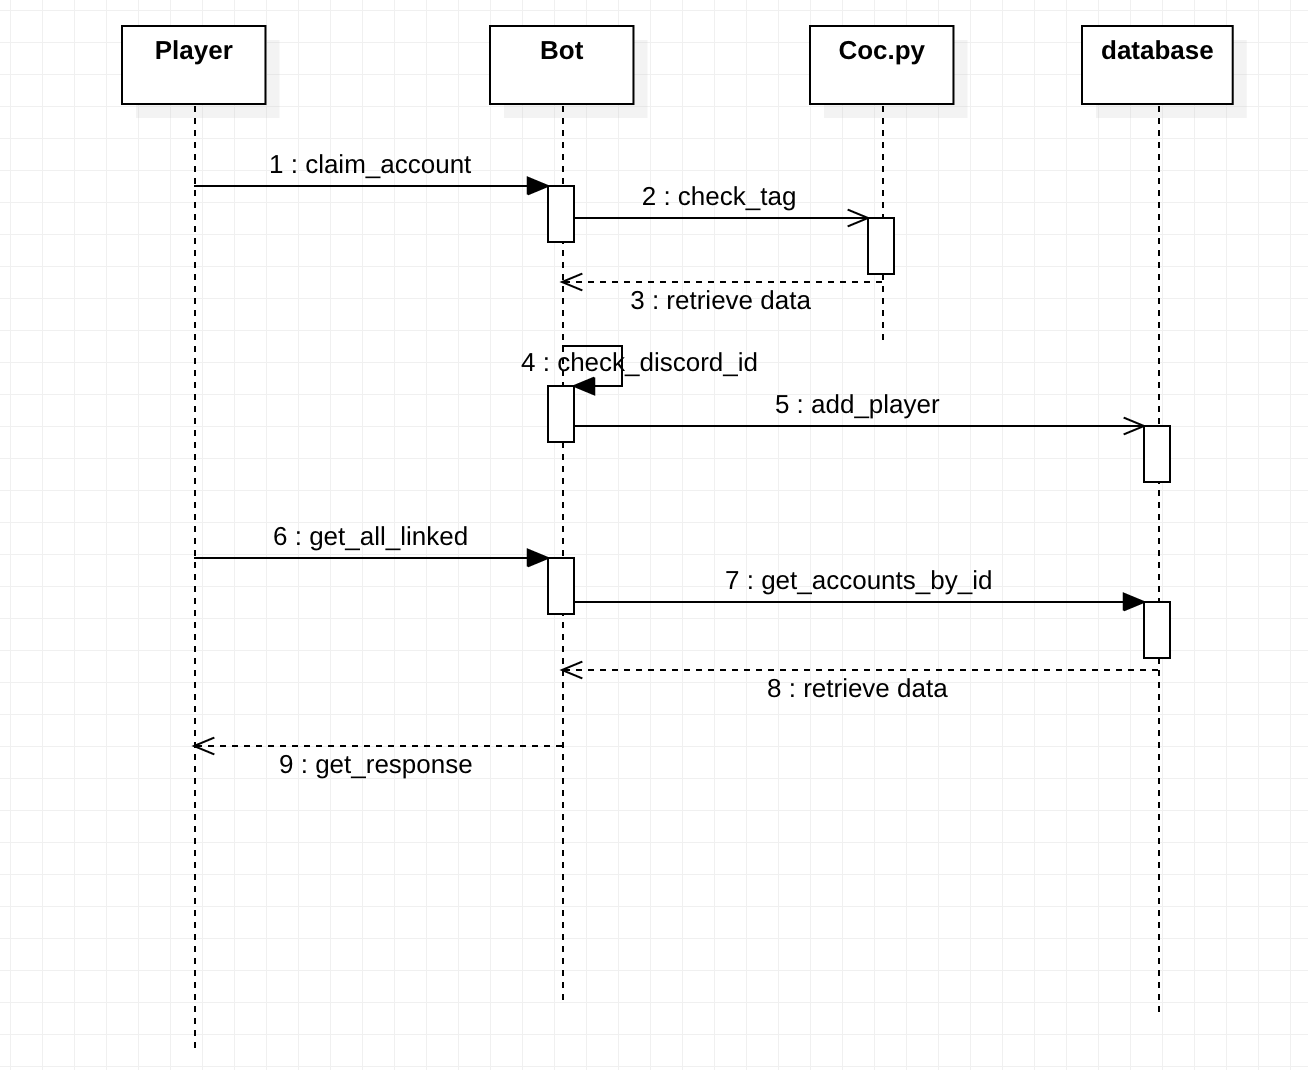 Player
Bot
Coc.py
database
1 : claim_account
2 : check_tag
3 : retrieve data
4 : check_discord_id
5 : add_player
6 : get_all_linked
7 : get_accounts_by_id
8 : retrieve data
9 : get_response